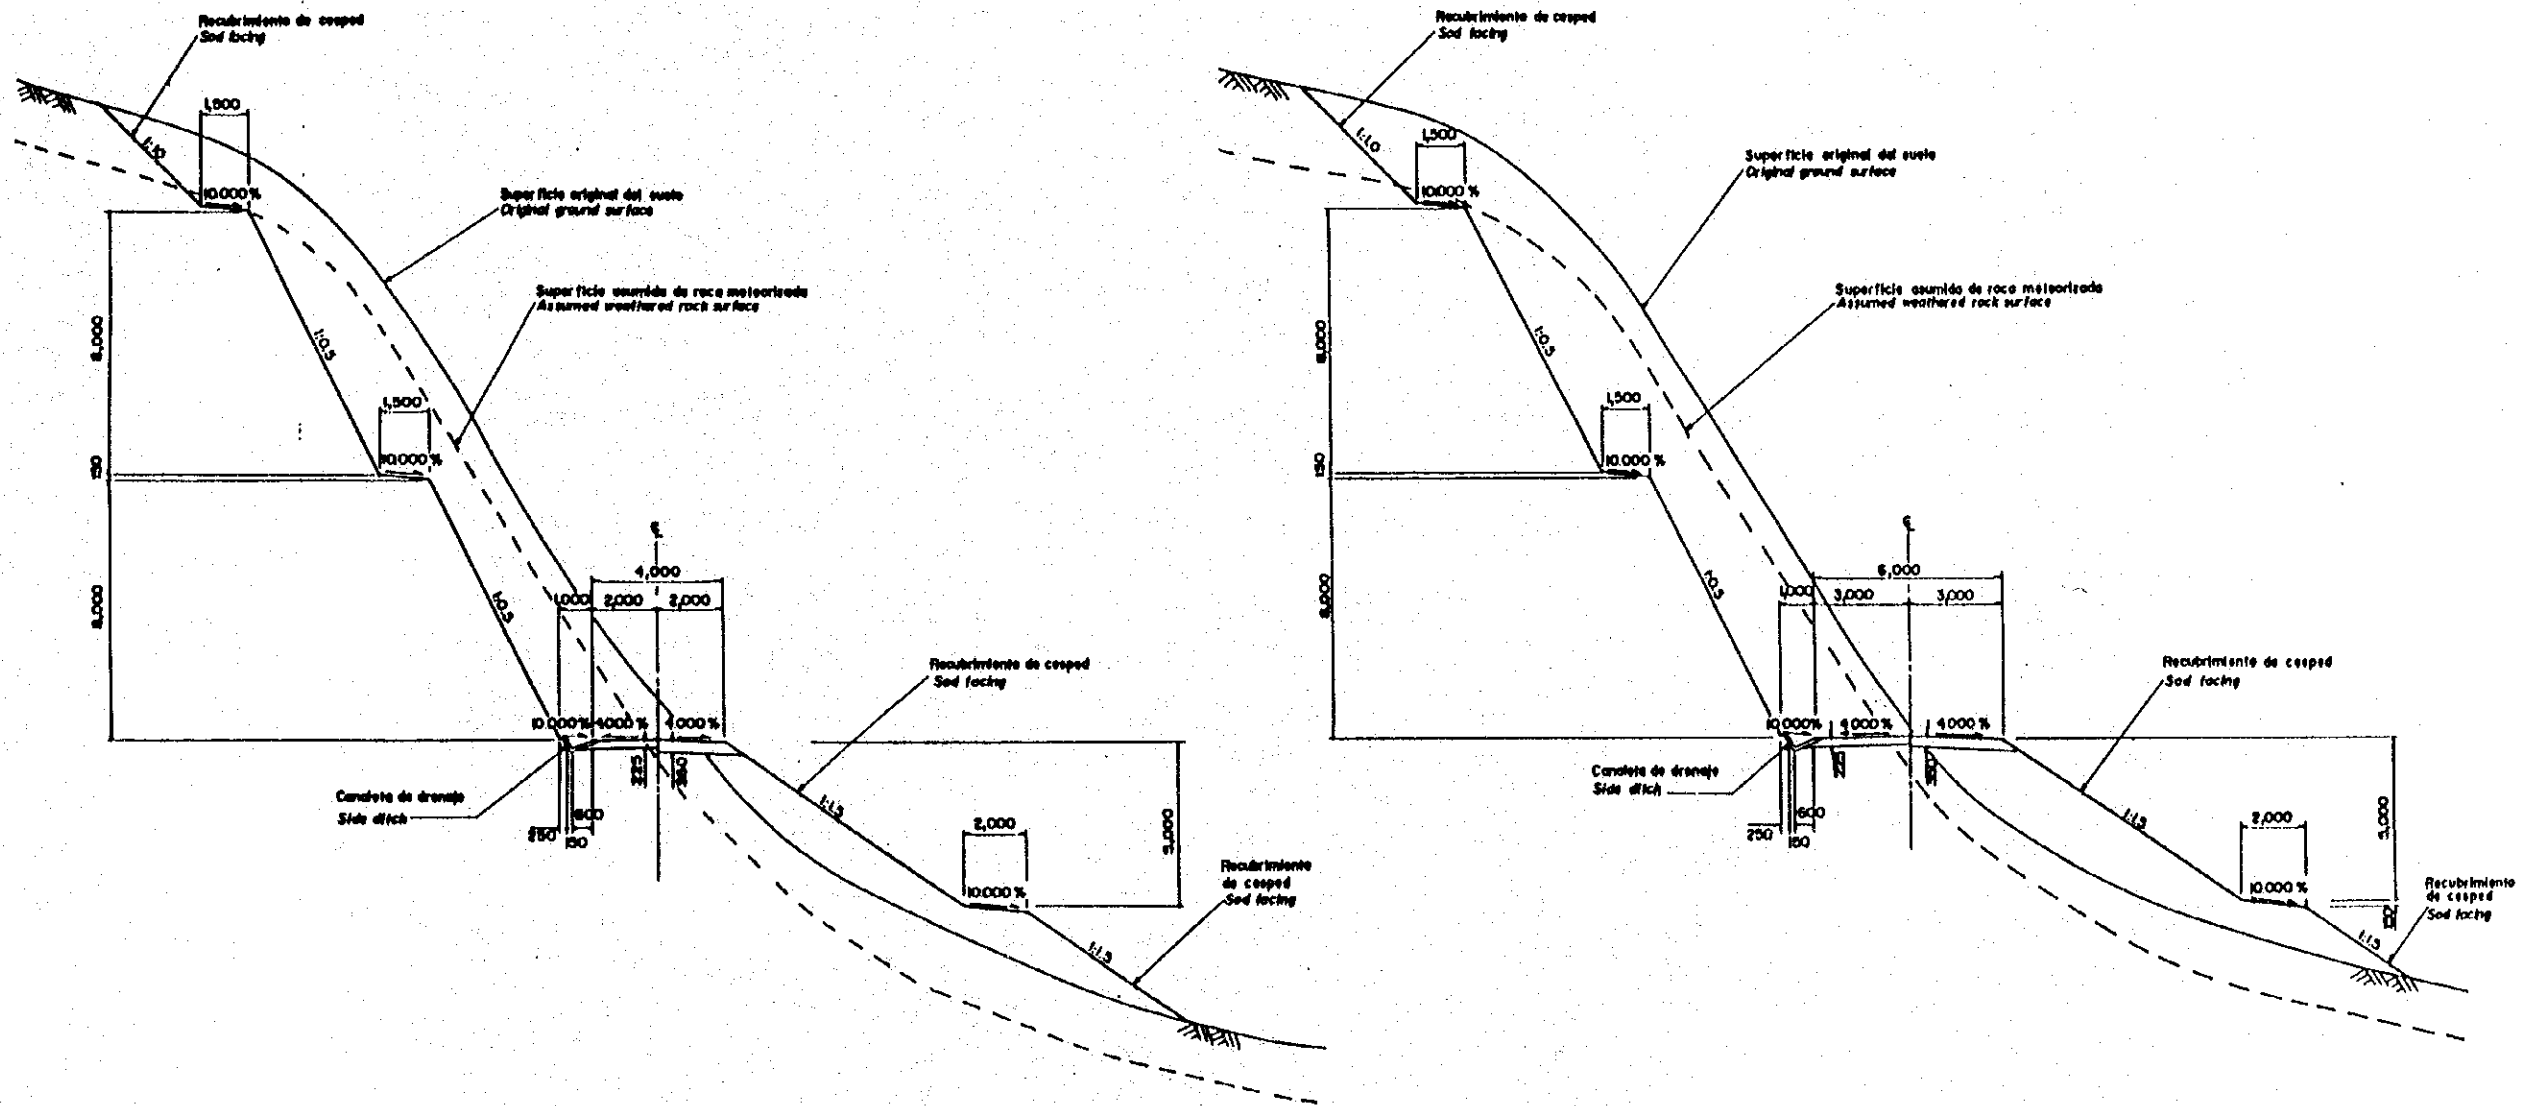 Recubrimiento de cesped
Sod facing
1,500
1:1.0
10.000 %
Superficie original del suelo
Original ground surface
Superficie asumida de roca meteorizada
Assumed weathered rock surface
8,000
1:0.5
1,500
10.000 %
150
8,000
1:0.5
℄
4,000
1,000
2,000
2,000
10.000 %
4.000 %
4.000 %
Recubrimiento de cesped
Sod facing
Canaleta de drenaje
Side ditch
250
150
600
225
1:1.5
2,000
10.000 %
5,000
Recubrimiento
de cesped
Sod facing
1:1.5
Recubrimiento de cesped
Sod facing
1,500
1:1.0
10.000 %
Superficie original del suelo
Original ground surface
Superficie asumida de roca meteorizada
Assumed weathered rock surface
8,000
1:0.5
1,500
10.000 %
150
8,000
1:0.5
℄
6,000
1,000
3,000
3,000
10.000 %
4.000 %
4.000 %
Recubrimiento de cesped
Sod facing
Canaleta de drenaje
Side ditch
250
150
600
225
1:1.5
2,000
10.000 %
5,000
Recubrimiento
de cesped
Sod facing
1:1.5